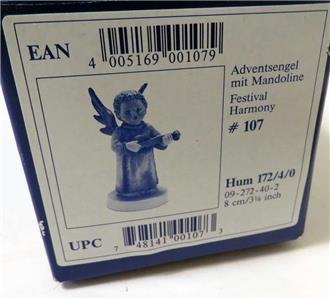 EAN
4 005169 001079
Adventsengel
mit Mandoline
Festival
Harmony
# 107
Hum 172/4/0
09-272-40-2
8 cm/3⅛ inch
UPC
7 48141 00107 3